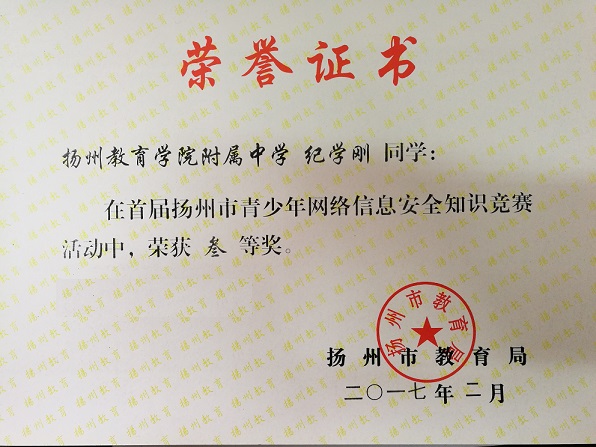 荣誉证书
扬州教育学院附属中学 纪学刚 同学：
在首届扬州市青少年网络信息安全知识竞赛
活动中，荣获 叁 等奖。
扬州市教育局
扬州市教育局
二〇一七年二月